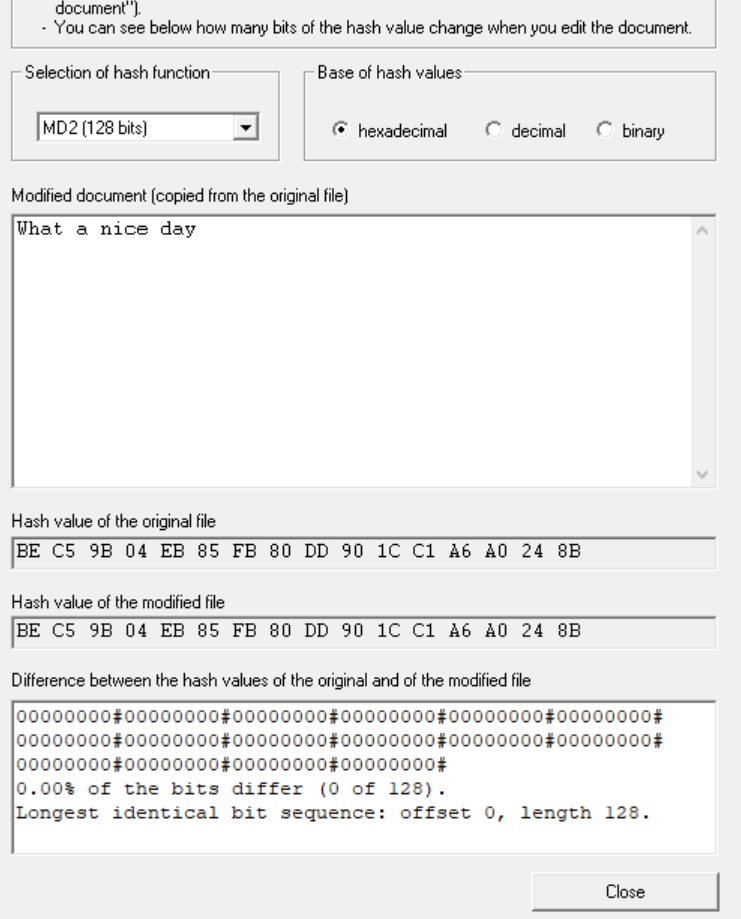 document").
- You can see below how many bits of the hash value change when you edit the document.
Selection of hash function
Base of hash values
MD2 (128 bits)
hexadecimal
decimal
binary
Modified document (copied from the original file)
What a nice day
Hash value of the original file
BE C5 9B 04 EB 85 FB 80 DD 90 1C C1 A6 A0 24 8B
Hash value of the modified file
BE C5 9B 04 EB 85 FB 80 DD 90 1C C1 A6 A0 24 8B
Difference between the hash values of the original and of the modified file
00000000#00000000#00000000#00000000#00000000#00000000#
00000000#00000000#00000000#00000000#00000000#00000000#
00000000#00000000#00000000#00000000#
0.00% of the bits differ (0 of 128).
Longest identical bit sequence: offset 0, length 128.
Close